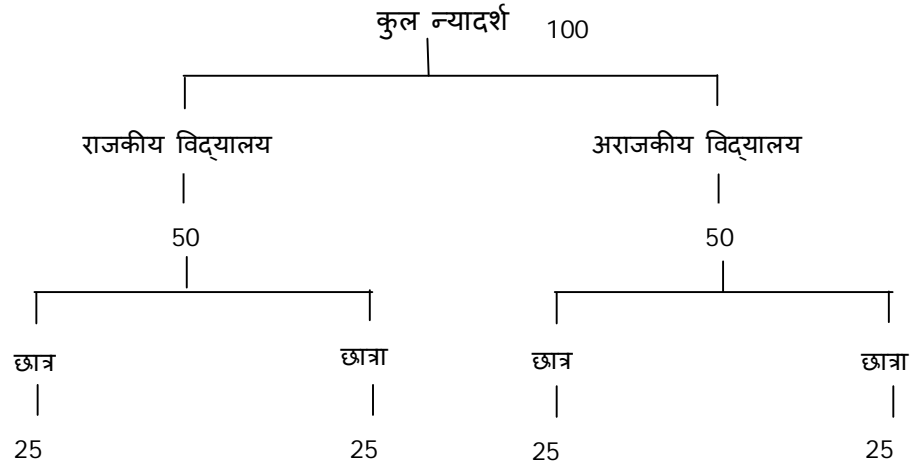 कुल न्यादर्श 100
राजकीय विद्यालय अराजकीय विद्यालय
50 50
छात्र छात्रा छात्र छात्रा
25 25 25 25